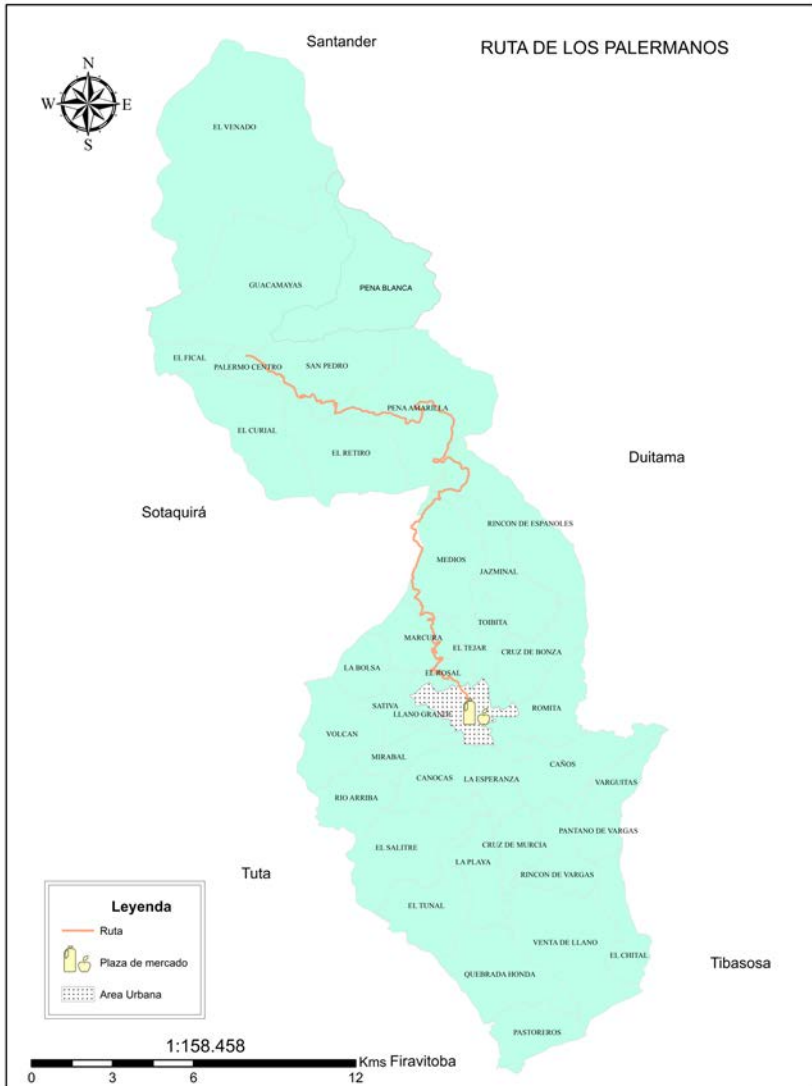 Santander
RUTA DE LOS PALERMANOS
N
W E
S
EL VENADO
GUACAMAYAS
PENA BLANCA
EL FICAL
PALERMO CENTRO
SAN PEDRO
PENA AMARILLA
EL CURIAL
EL RETIRO
Duitama
Sotaquirá
RINCON DE ESPANOLES
MEDIOS
JAZMINAL
TOIBITA
MARCURA
EL TEJAR
CRUZ DE BONZA
LA BOLSA
EL ROSAL
SATIVA
LLANO GRANDE
ROMITA
VOLCAN
MIRABAL
CAÑOS
CANOCAS
LA ESPERANZA
VARGUITAS
RIO ARRIBA
PANTANO DE VARGAS
EL SALITRE
CRUZ DE MURCIA
LA PLAYA
Tuta
RINCON DE VARGAS
EL TUNAL
VENTA DE LLANO
EL CHITAL
Tibasosa
QUEBRADA HONDA
PASTOREROS
Leyenda
Ruta
Plaza de mercado
Area Urbana
1:158.458
Kms
Firavitoba
0 3 6 12